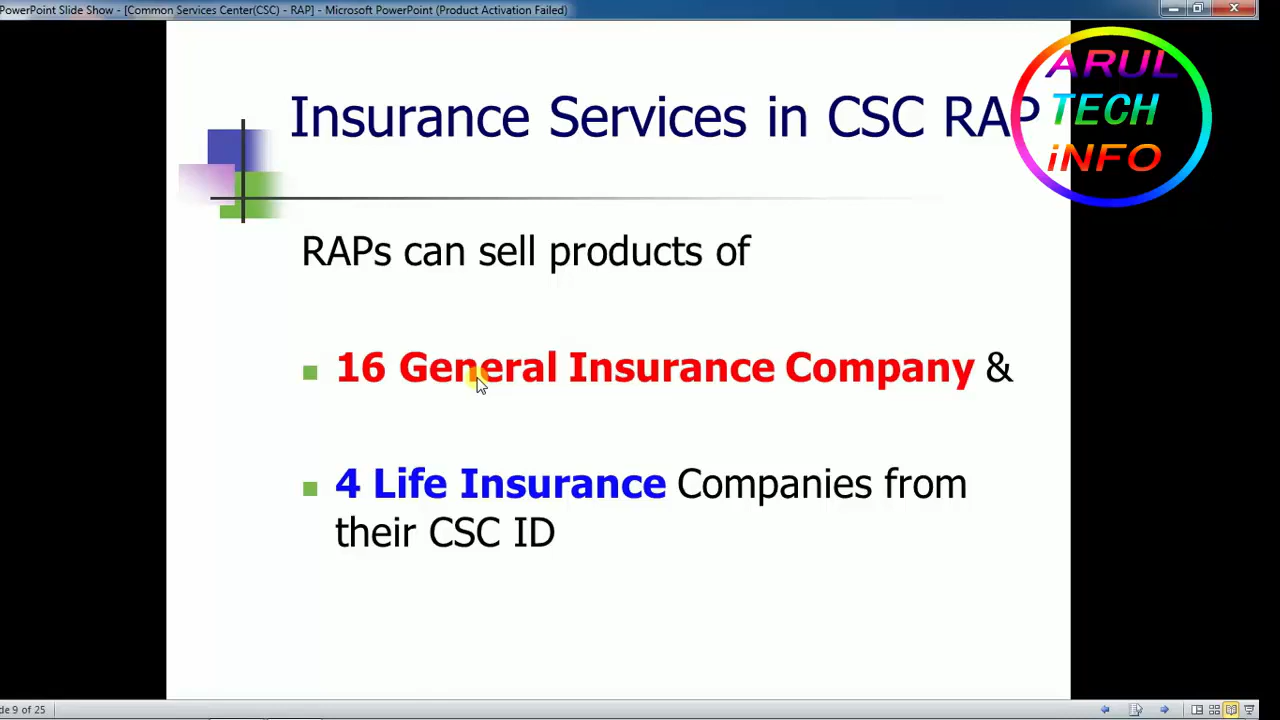 PowerPoint Slide Show - [Common Services Center(CSC) - RAP] - Microsoft PowerPoint (Product Activation Failed)
ARUL
TECH
iNFO
Insurance Services in CSC RAP
RAPs can sell products of
16 General Insurance Company &
4 Life Insurance Companies from
their CSC ID
de 9 of 25